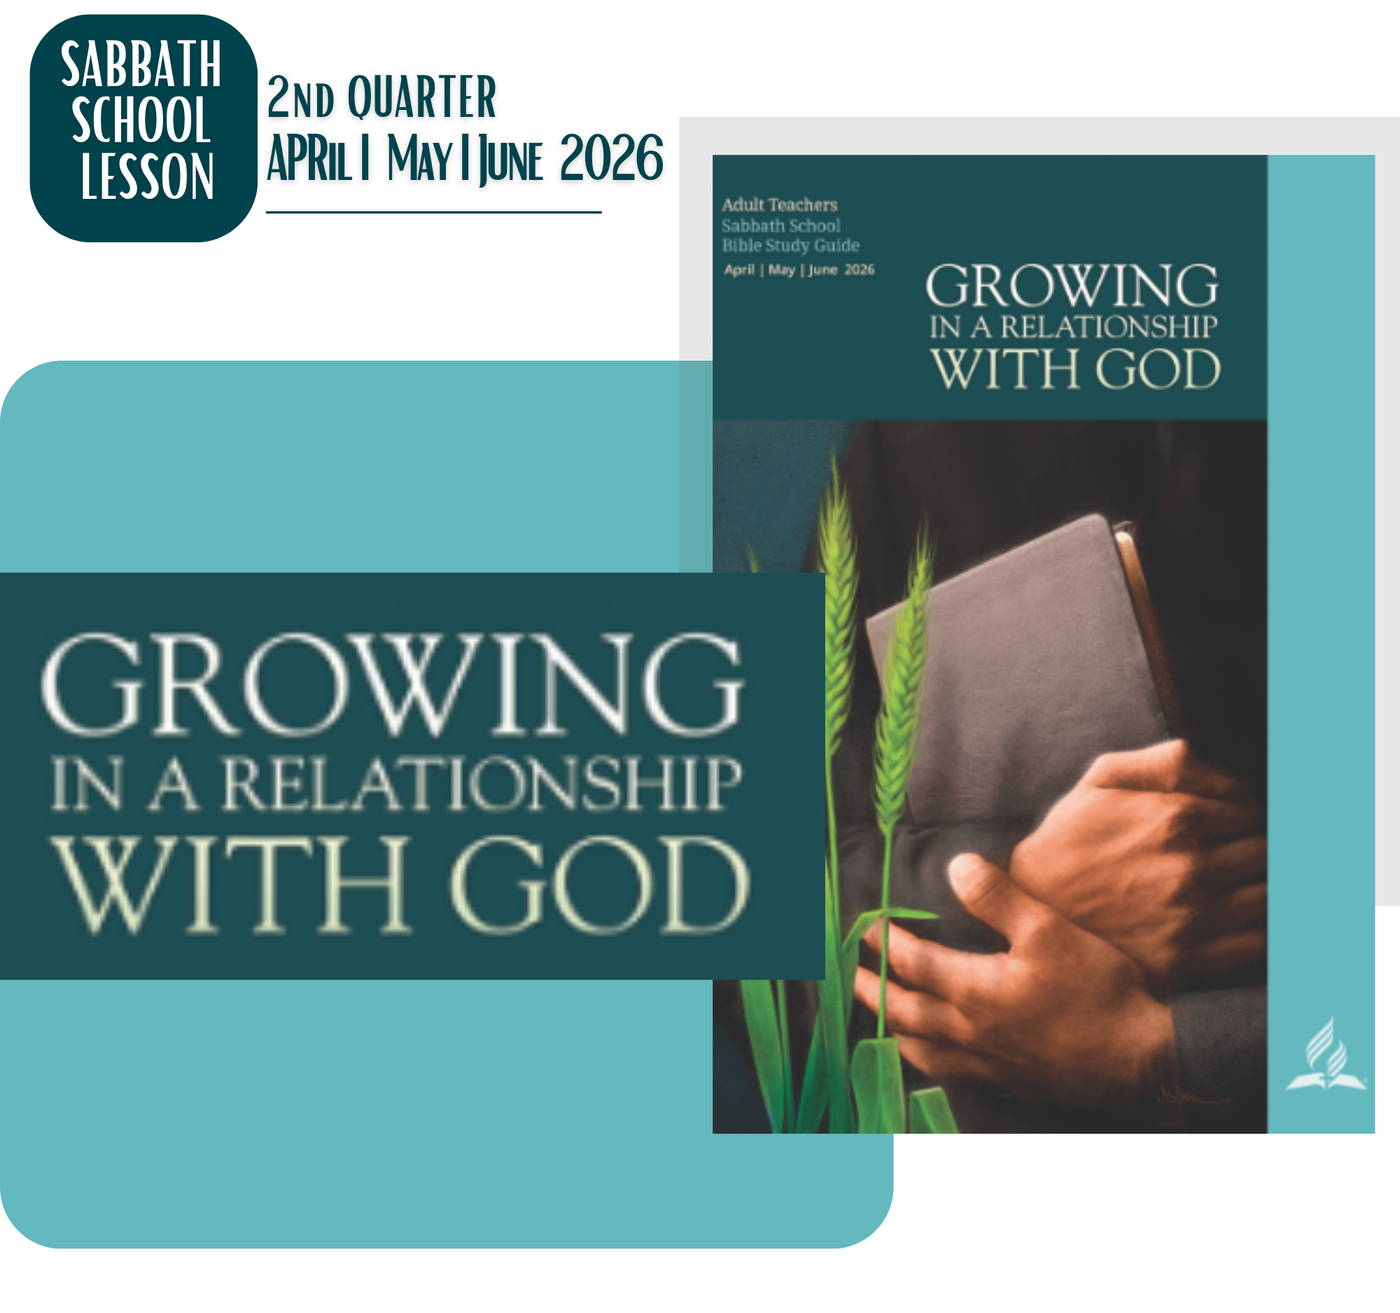 SABBATH
SCHOOL
LESSON
2ND QUARTER
APRIL | MAY | JUNE 2026
Adult Teachers
Sabbath School
Bible Study Guide
April | May | June 2026
GROWING
IN A RELATIONSHIP
WITH GOD
GROWING
IN A RELATIONSHIP
WITH GOD